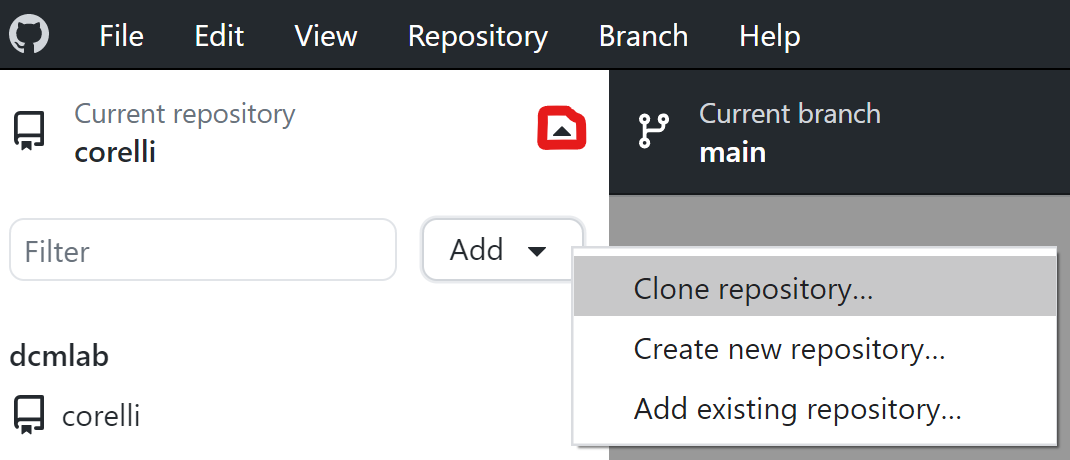 File Edit View Repository Branch Help
Current repository
corelli
Current branch
main
Filter
Add
Clone repository...
Create new repository...
Add existing repository...
dcmlab
corelli